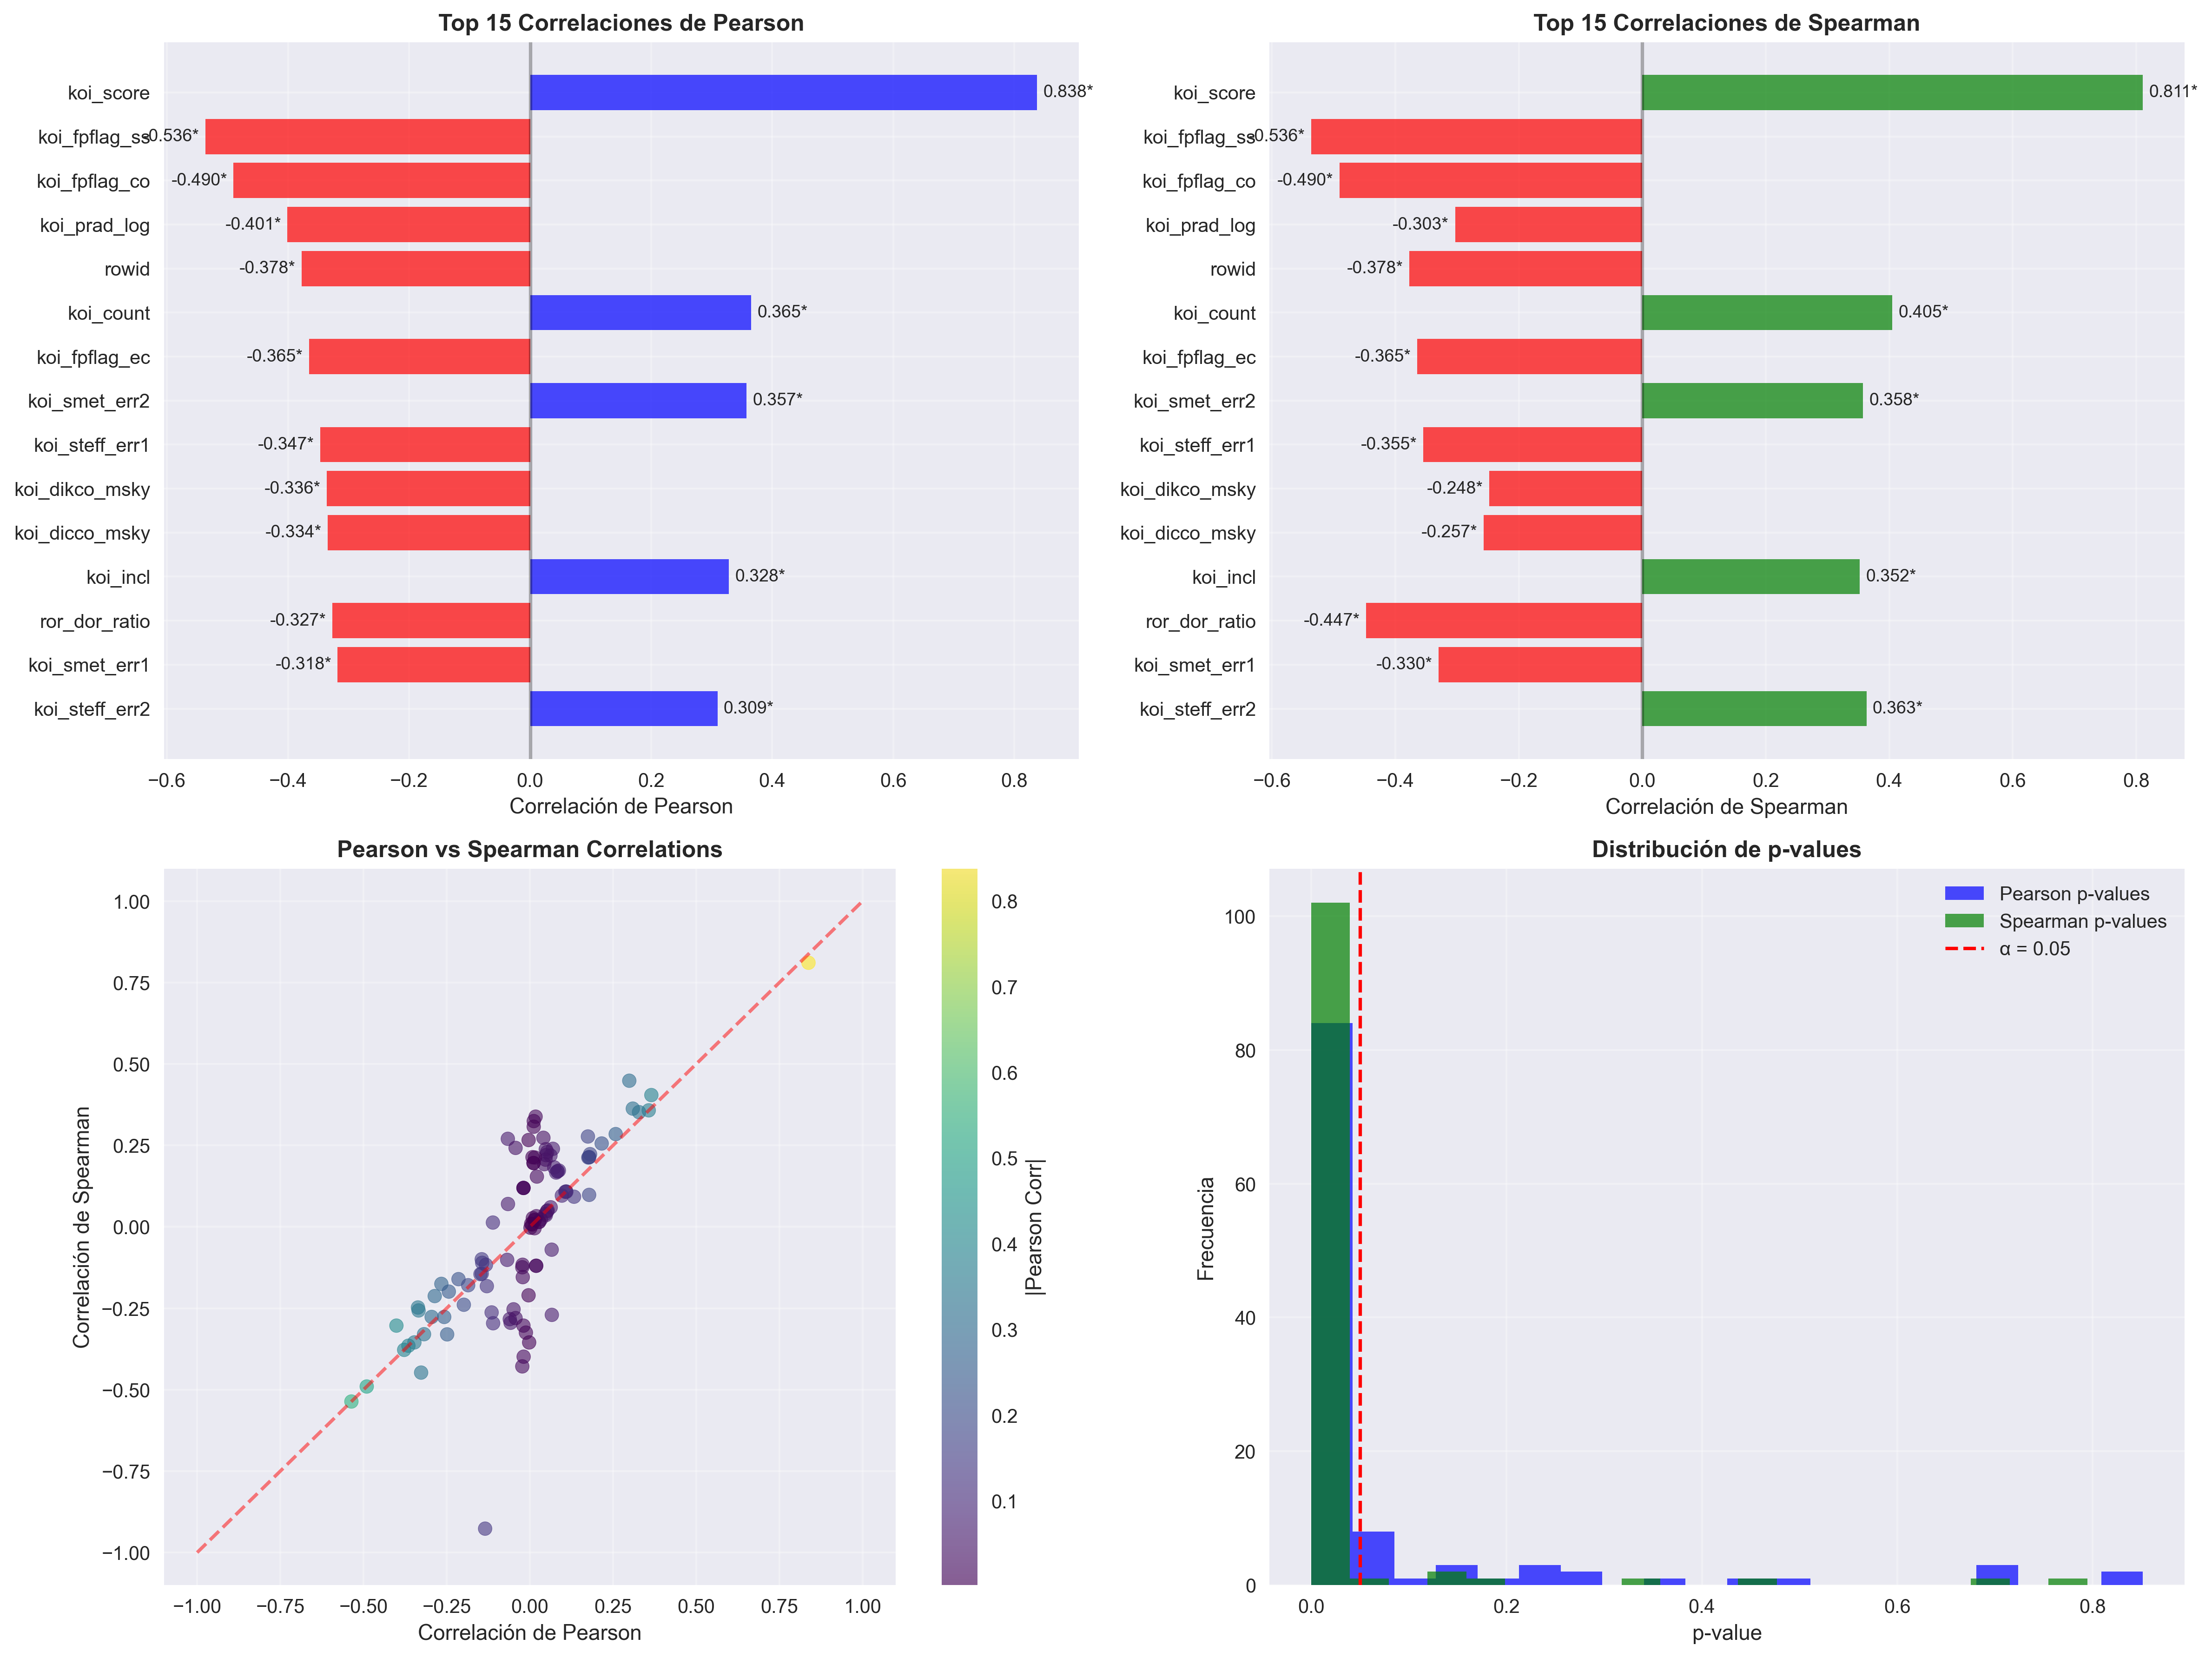 Top 15 Correlaciones de Pearson
koi_score
0.838*
koi_fpflag_ss
-0.536*
koi_fpflag_co
-0.490*
koi_prad_log
-0.401*
rowid
-0.378*
koi_count
0.365*
koi_fpflag_ec
-0.365*
koi_smet_err2
0.357*
koi_steff_err1
-0.347*
koi_dikco_msky
-0.336*
koi_dicco_msky
-0.334*
koi_incl
0.328*
ror_dor_ratio
-0.327*
koi_smet_err1
-0.318*
koi_steff_err2
0.309*
−0.6 −0.4 −0.2 0.0 0.2 0.4 0.6 0.8
Correlación de Pearson
Top 15 Correlaciones de Spearman
koi_score
0.811*
koi_fpflag_ss
-0.536*
koi_fpflag_co
-0.490*
koi_prad_log
-0.303*
rowid
-0.378*
koi_count
0.405*
koi_fpflag_ec
-0.365*
koi_smet_err2
0.358*
koi_steff_err1
-0.355*
koi_dikco_msky
-0.248*
koi_dicco_msky
-0.257*
koi_incl
0.352*
ror_dor_ratio
-0.447*
koi_smet_err1
-0.330*
koi_steff_err2
0.363*
−0.6 −0.4 −0.2 0.0 0.2 0.4 0.6 0.8
Correlación de Spearman
Pearson vs Spearman Correlations
Correlación de Spearman
1.00
0.75
0.50
0.25
0.00
−0.25
−0.50
−0.75
−1.00
−1.00 −0.75 −0.50 −0.25 0.00 0.25 0.50 0.75 1.00
Correlación de Pearson
0.8
0.7
0.6
0.5
0.4
0.3
0.2
0.1
|Pearson Corr|
Distribución de p-values
Pearson p-values
Spearman p-values
α = 0.05
Frecuencia
100
80
60
40
20
0
0.0 0.2 0.4 0.6 0.8
p-value